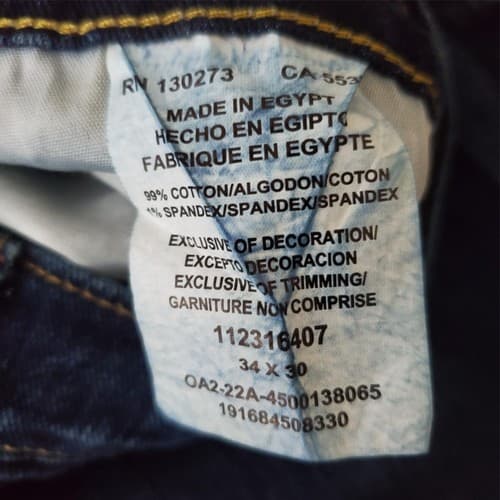 RN 130273 CA 553
MADE IN EGYPT
HECHO EN EGIPTO
FABRIQUE EN EGYPTE
99% COTTON/ALGODON/COTON
1% SPANDEX/SPANDEX/SPANDEX
EXCLUSIVE OF DECORATION/
EXCEPTO DECORACION
EXCLUSIVE OF TRIMMING/
GARNITURE NON COMPRISE
112316407
34 X 30
OA2-22A-4500138065
191684508330